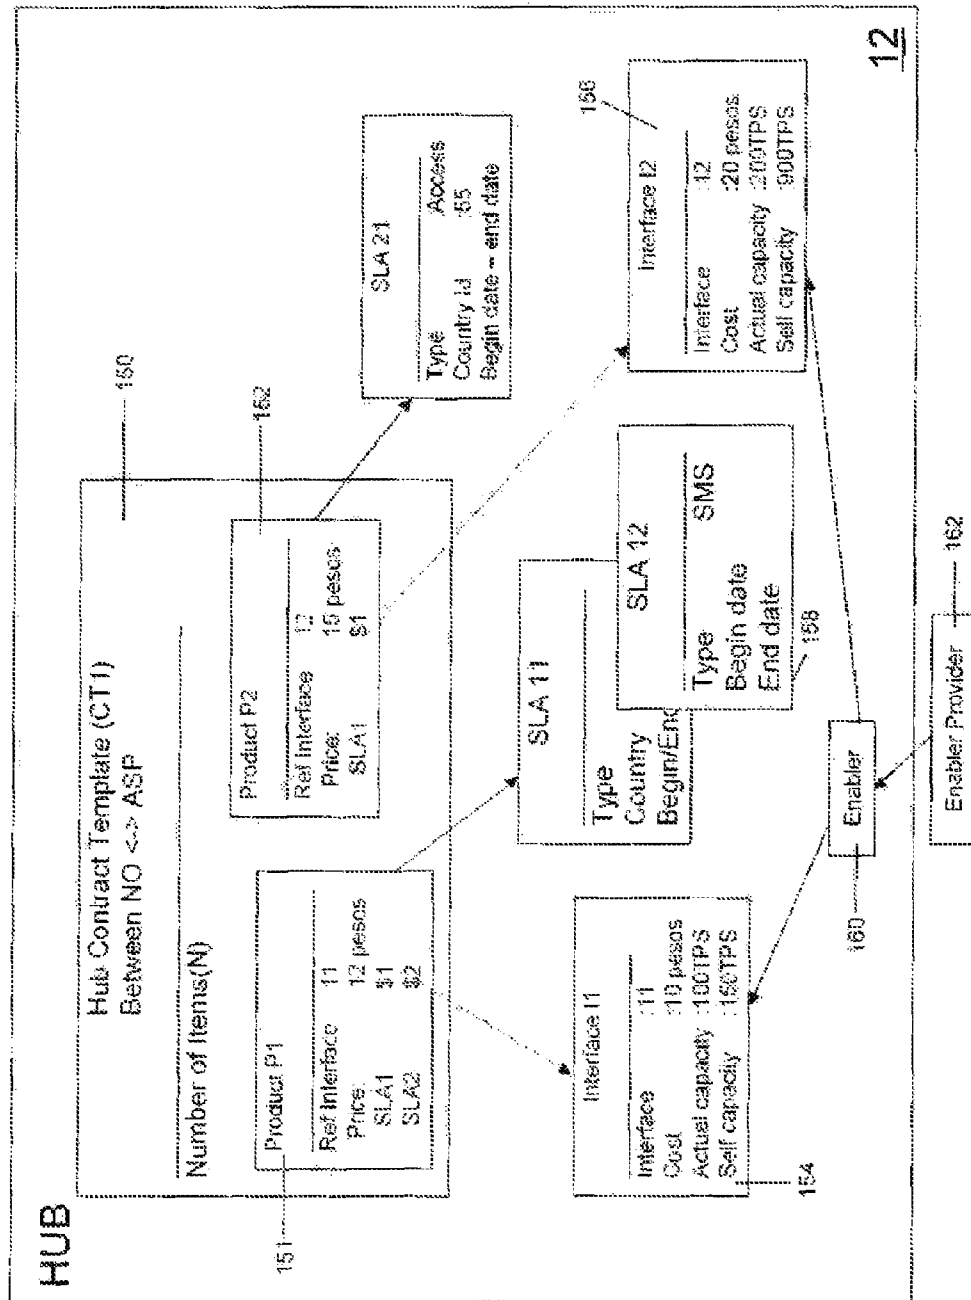 HUB
Hub Contract Template (CT1)
Between NO <-> ASP
150
Number of Items(N)
Product P1
Ref Interface 11
Price: 12 pesos
SLA1 $1
SLA2 $2
151
Product P2
Ref Interface 12
Price: 15 pesos
SLA1 $1
152
SLA 21
Type :Access
Country id :55
Begin date - end date
SLA 11
Type
Country
Begin/End
SLA 12
Type SMS
Begin date
End date
158
Interface I1
Interface :11
Cost :10 pesos
Actual capacity :100TPS
Self capacity :150TPS
154
Interface I2
Interface :12
Cost :20 pesos
Actual capacity :200TPS
Self capacity :900TPS
156
Enabler
160
Enabler Provider
162
12